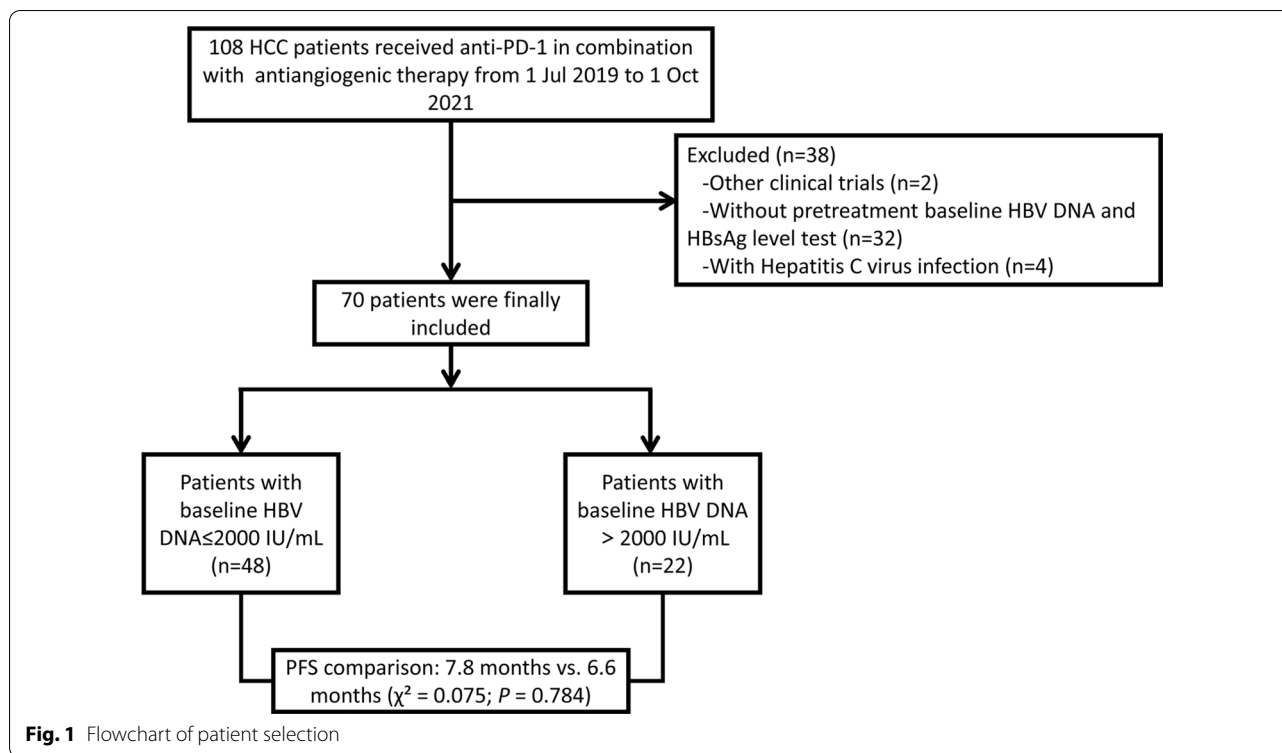 108 HCC patients received anti-PD-1 in combination
with antiangiogenic therapy from 1 Jul 2019 to 1 Oct
2021
Excluded (n=38)
-Other clinical trials (n=2)
-Without pretreatment baseline HBV DNA and
HBsAg level test (n=32)
-With Hepatitis C virus infection (n=4)
70 patients were finally
included
Patients with
baseline HBV
DNA≤2000 IU/mL
(n=48)
Patients with
baseline HBV DNA
> 2000 IU/mL
(n=22)
PFS comparison: 7.8 months vs. 6.6
months (χ² = 0.075; P = 0.784)
Fig. 1 Flowchart of patient selection